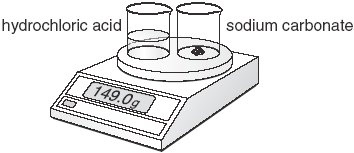 hydrochloric acid
sodium carbonate
149.0g